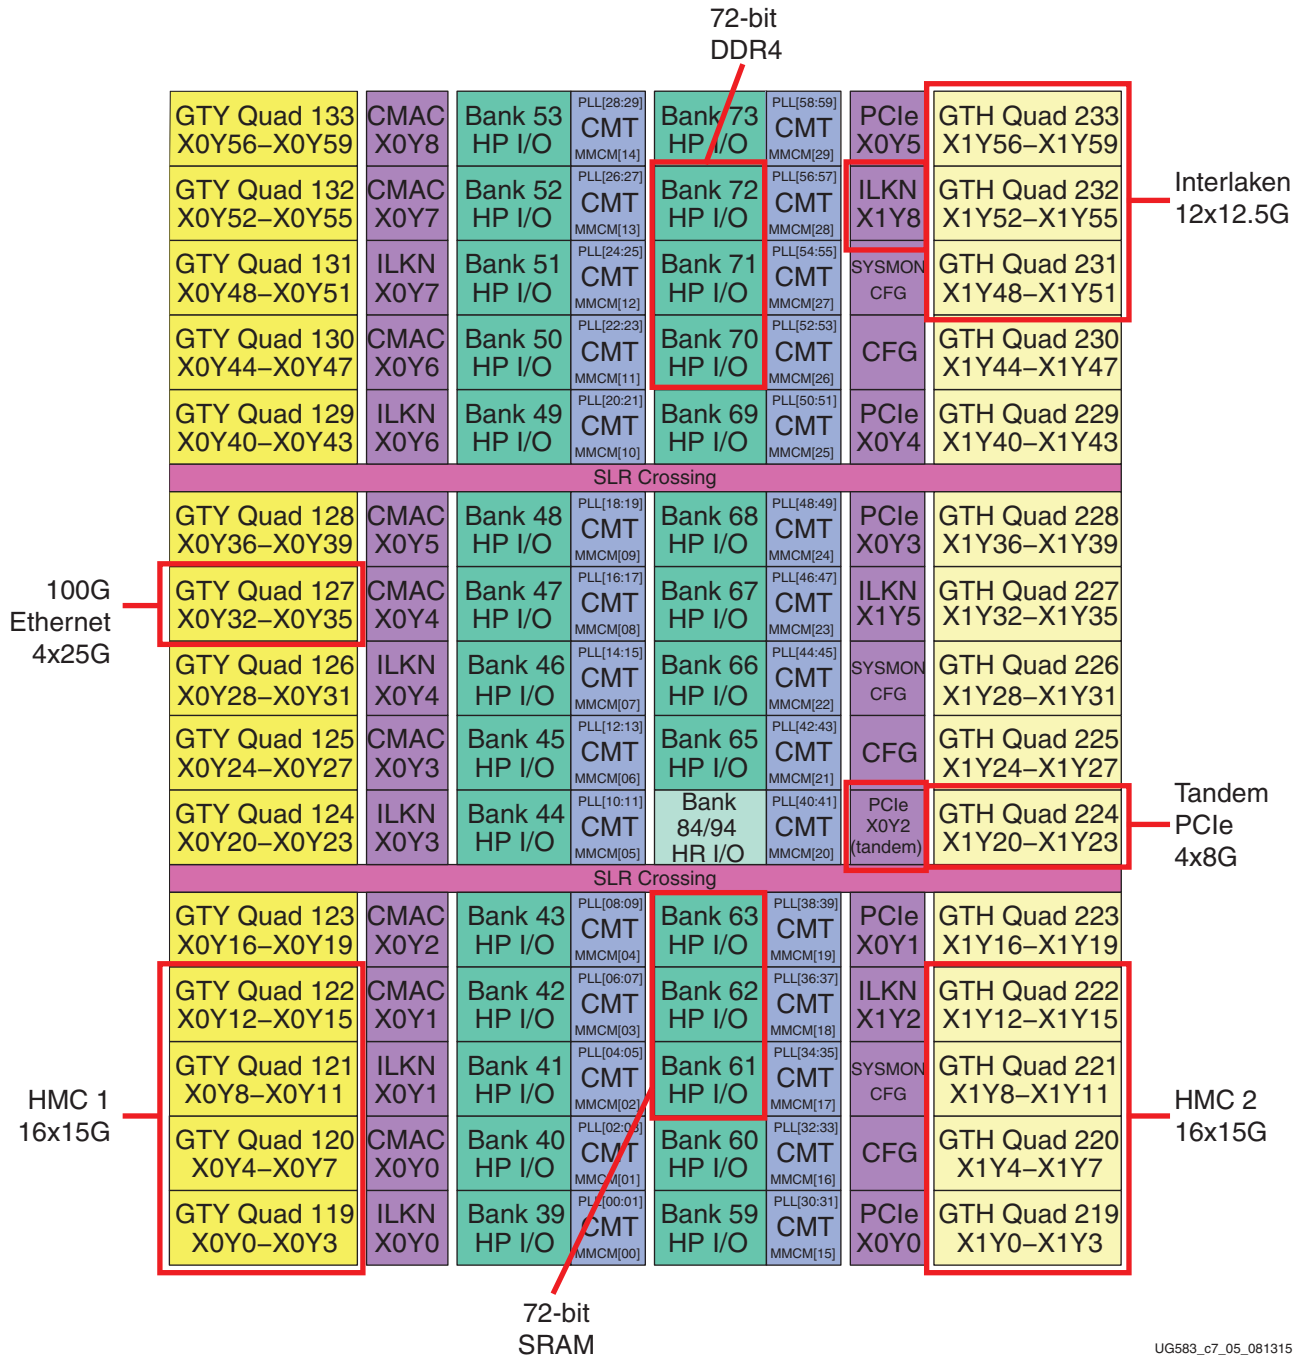 72-bit
DDR4
GTY Quad 133
X0Y56–X0Y59
CMAC
X0Y8
Bank 53
HP I/O
PLL[28:29]
CMT
MMCM[14]
Bank 73
HP I/O
PLL[58:59]
CMT
MMCM[29]
PCIe
X0Y5
GTH Quad 233
X1Y56–X1Y59
GTY Quad 132
X0Y52–X0Y55
CMAC
X0Y7
Bank 52
HP I/O
PLL[26:27]
CMT
MMCM[13]
Bank 72
HP I/O
PLL[56:57]
CMT
MMCM[28]
ILKN
X1Y8
GTH Quad 232
X1Y52–X1Y55
Interlaken
12x12.5G
GTY Quad 131
X0Y48–X0Y51
ILKN
X0Y7
Bank 51
HP I/O
PLL[24:25]
CMT
MMCM[12]
Bank 71
HP I/O
PLL[54:55]
CMT
MMCM[27]
SYSMON
CFG
GTH Quad 231
X1Y48–X1Y51
GTY Quad 130
X0Y44–X0Y47
CMAC
X0Y6
Bank 50
HP I/O
PLL[22:23]
CMT
MMCM[11]
Bank 70
HP I/O
PLL[52:53]
CMT
MMCM[26]
CFG
GTH Quad 230
X1Y44–X1Y47
GTY Quad 129
X0Y40–X0Y43
ILKN
X0Y6
Bank 49
HP I/O
PLL[20:21]
CMT
MMCM[10]
Bank 69
HP I/O
PLL[50:51]
CMT
MMCM[25]
PCIe
X0Y4
GTH Quad 229
X1Y40–X1Y43
SLR Crossing
GTY Quad 128
X0Y36–X0Y39
CMAC
X0Y5
Bank 48
HP I/O
PLL[18:19]
CMT
MMCM[09]
Bank 68
HP I/O
PLL[48:49]
CMT
MMCM[24]
PCIe
X0Y3
GTH Quad 228
X1Y36–X1Y39
100G
Ethernet
4x25G
GTY Quad 127
X0Y32–X0Y35
CMAC
X0Y4
Bank 47
HP I/O
PLL[16:17]
CMT
MMCM[08]
Bank 67
HP I/O
PLL[46:47]
CMT
MMCM[23]
ILKN
X1Y5
GTH Quad 227
X1Y32–X1Y35
GTY Quad 126
X0Y28–X0Y31
ILKN
X0Y4
Bank 46
HP I/O
PLL[14:15]
CMT
MMCM[07]
Bank 66
HP I/O
PLL[44:45]
CMT
MMCM[22]
SYSMON
CFG
GTH Quad 226
X1Y28–X1Y31
GTY Quad 125
X0Y24–X0Y27
CMAC
X0Y3
Bank 45
HP I/O
PLL[12:13]
CMT
MMCM[06]
Bank 65
HP I/O
PLL[42:43]
CMT
MMCM[21]
CFG
GTH Quad 225
X1Y24–X1Y27
GTY Quad 124
X0Y20–X0Y23
ILKN
X0Y3
Bank 44
HP I/O
PLL[10:11]
CMT
MMCM[05]
Bank
84/94
HR I/O
PLL[40:41]
CMT
MMCM[20]
PCIe
X0Y2
(tandem)
GTH Quad 224
X1Y20–X1Y23
Tandem
PCIe
4x8G
SLR Crossing
GTY Quad 123
X0Y16–X0Y19
CMAC
X0Y2
Bank 43
HP I/O
PLL[08:09]
CMT
MMCM[04]
Bank 63
HP I/O
PLL[38:39]
CMT
MMCM[19]
PCIe
X0Y1
GTH Quad 223
X1Y16–X1Y19
GTY Quad 122
X0Y12–X0Y15
CMAC
X0Y1
Bank 42
HP I/O
PLL[06:07]
CMT
MMCM[03]
Bank 62
HP I/O
PLL[36:37]
CMT
MMCM[18]
ILKN
X1Y2
GTH Quad 222
X1Y12–X1Y15
GTY Quad 121
X0Y8–X0Y11
ILKN
X0Y1
Bank 41
HP I/O
PLL[04:05]
CMT
MMCM[02]
Bank 61
HP I/O
PLL[34:35]
CMT
MMCM[17]
SYSMON
CFG
GTH Quad 221
X1Y8–X1Y11
HMC 1
16x15G
HMC 2
16x15G
GTY Quad 120
X0Y4–X0Y7
CMAC
X0Y0
Bank 40
HP I/O
PLL[02:03]
CMT
MMCM[01]
Bank 60
HP I/O
PLL[32:33]
CMT
MMCM[16]
CFG
GTH Quad 220
X1Y4–X1Y7
GTY Quad 119
X0Y0–X0Y3
ILKN
X0Y0
Bank 39
HP I/O
PLL[00:01]
CMT
MMCM[00]
Bank 59
HP I/O
PLL[30:31]
CMT
MMCM[15]
PCIe
X0Y0
GTH Quad 219
X1Y0–X1Y3
72-bit
SRAM
UG583_c7_05_081315